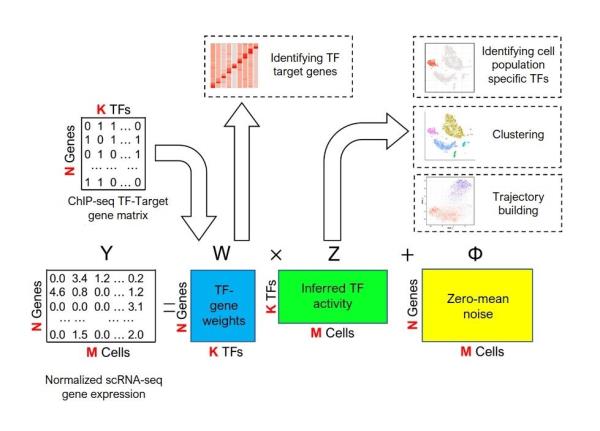 Identifying TF
target genes
Identifying cell
population
specific TFs
Clustering
Trajectory
building
K TFs
N Genes
0 1 1 ... 0
1 0 1 ... 1
0 1 0 ... 1
... ... ...
1 1 0 ... 0
ChIP-seq TF-Target
gene matrix
Y = W × Z + Φ
N Genes
0.0 3.4 1.2 ... 0.2
4.6 0.8 0.0 ... 1.2
0.0 0.0 0.0 ... 3.1
... ... ... ...
0.0 1.5 0.0 ... 2.0
M Cells
Normalized scRNA-seq
gene expression
N Genes
TF-
gene
weights
K TFs
K TFs
Inferred TF
activity
M Cells
N Genes
Zero-mean
noise
M Cells